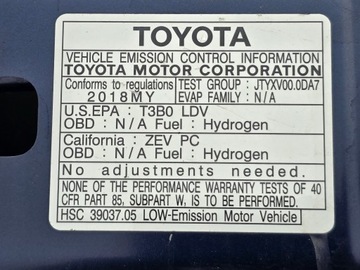 TOYOTA
VEHICLE EMISSION CONTROL INFORMATION
TOYOTA MOTOR CORPORATION
Conforms to regulations TEST GROUP : JTYXV00.0DA7
2018MY EVAP FAMILY : N/A
U.S.EPA : T3B0 LDV
OBD : N/A Fuel : Hydrogen
California : ZEV PC
OBD : N/A Fuel : Hydrogen
No adjustments needed.
NONE OF THE PERFORMANCE WARRANTY TESTS OF 40
CFR PART 85, SUBPART W, IS TO BE PERFORMED.
HSC 39037.05 LOW-Emission Motor Vehicle